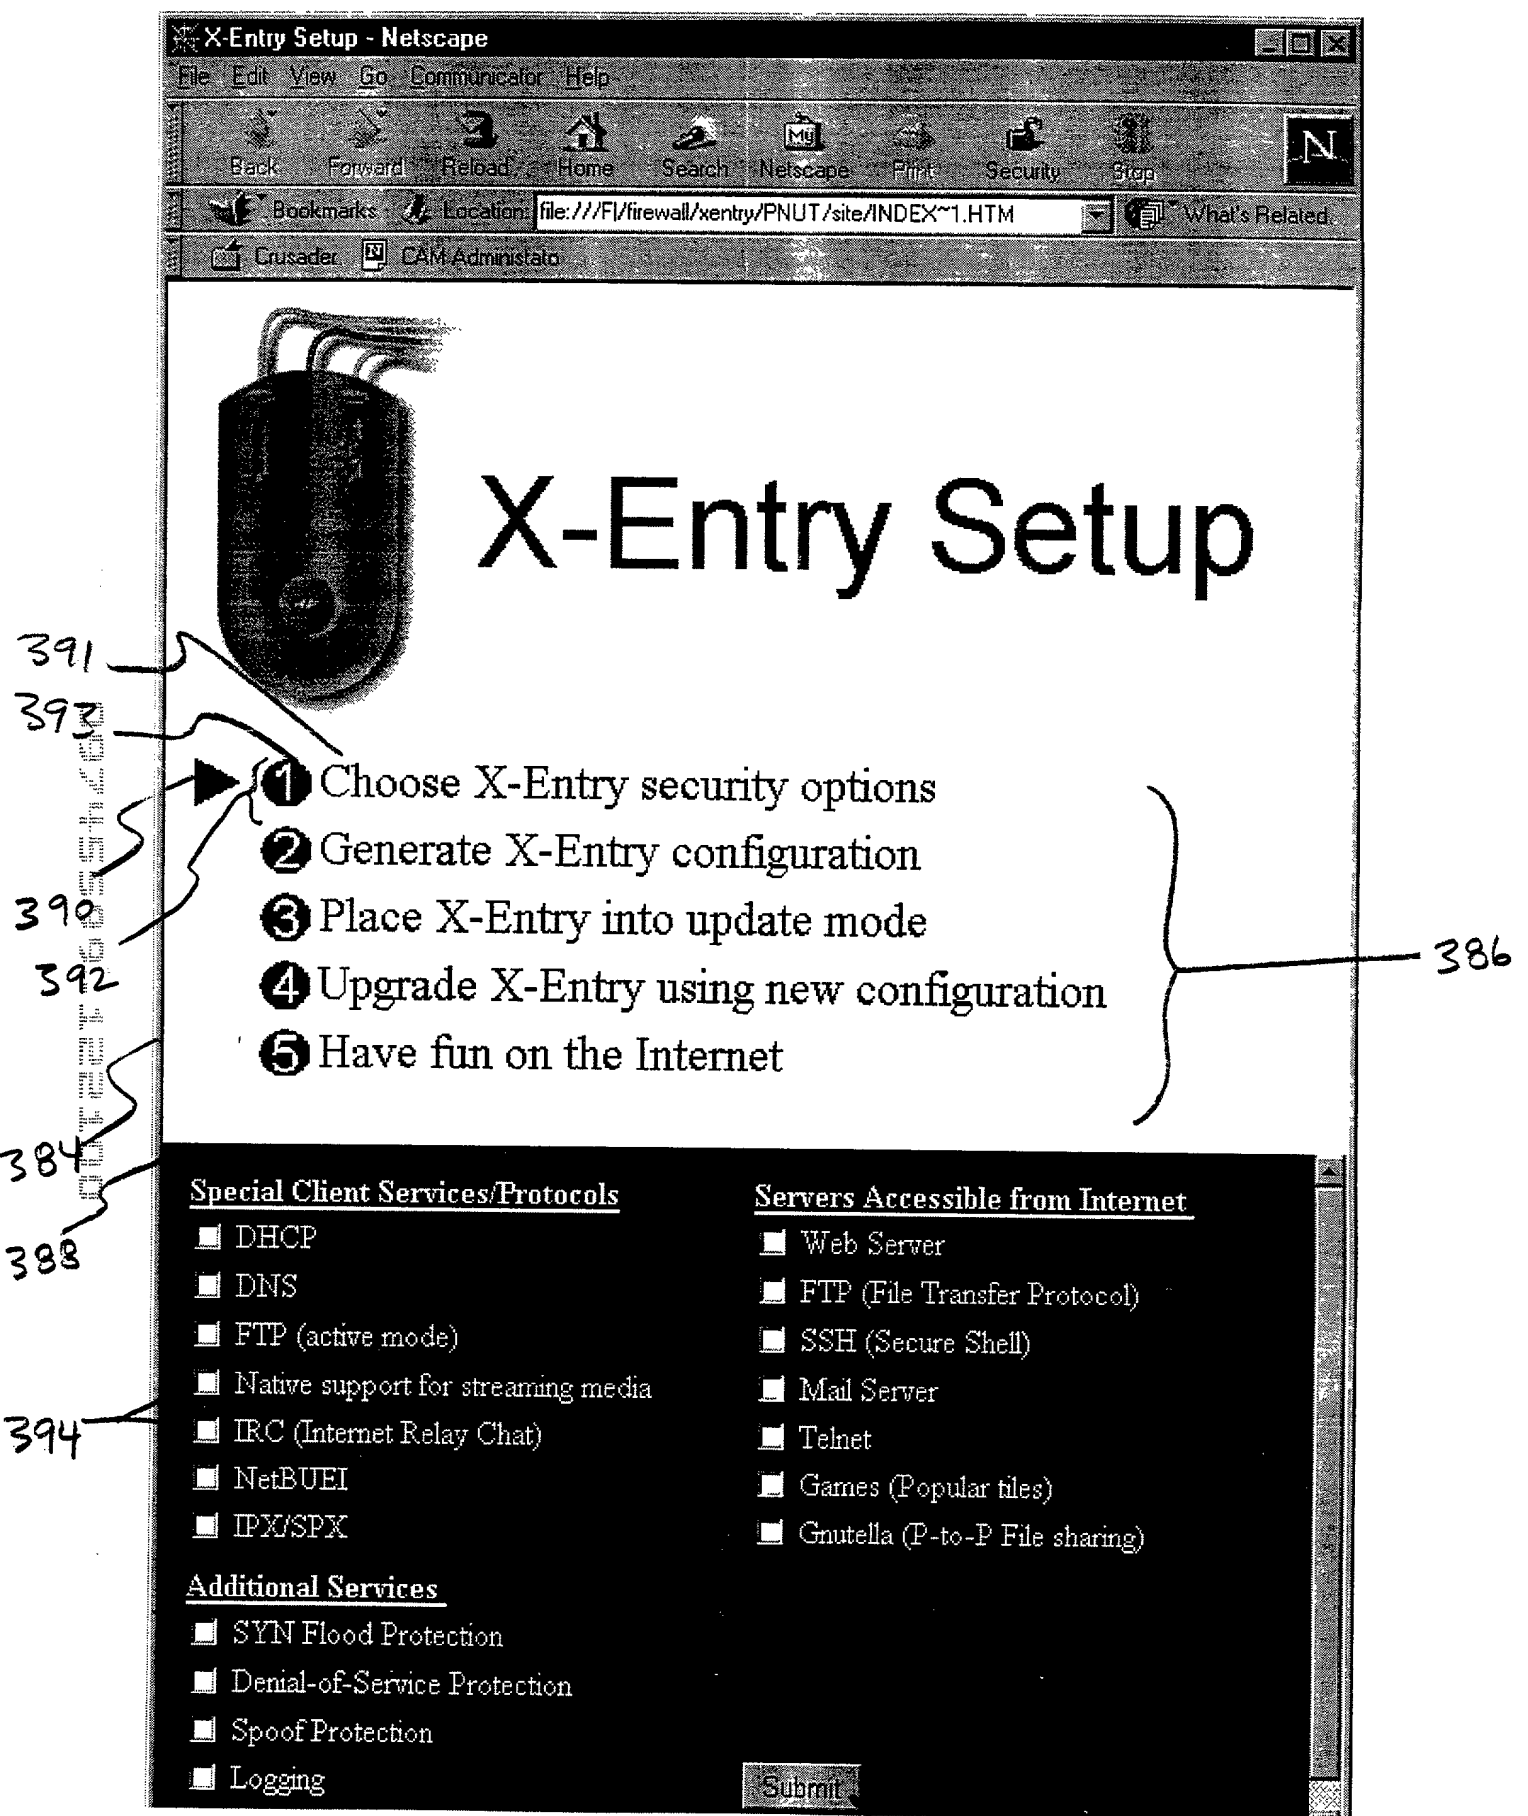 X-Entry Setup - Netscape
File Edit View Go Communicator Help
Back Forward Reload Home Search Netscape Print Security Stop
My
N
Bookmarks Location: file:///F|/firewall/xentry/PNUT/site/INDEX~1.HTM What's Related
Crusader CAM Administrato
X-Entry Setup
391
393
1 Choose X-Entry security options
2 Generate X-Entry configuration
390
3 Place X-Entry into update mode
392
386
4 Upgrade X-Entry using new configuration
5 Have fun on the Internet
384
388
Special Client Services/Protocols
DHCP
DNS
FTP (active mode)
Native support for streaming media
394
IRC (Internet Relay Chat)
NetBUEI
IPX/SPX
Additional Services
SYN Flood Protection
Denial-of-Service Protection
Spoof Protection
Logging
Servers Accessible from Internet
Web Server
FTP (File Transfer Protocol)
SSH (Secure Shell)
Mail Server
Telnet
Games (Popular tiles)
Gnutella (P-to-P File sharing)
Submit